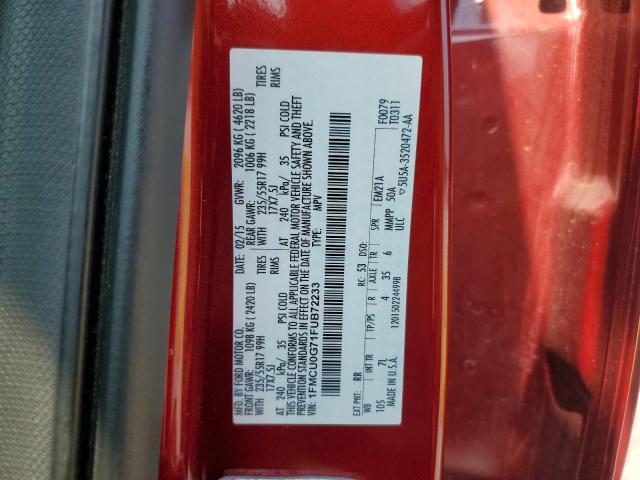 MFD. BY FORD MOTOR CO.
DATE: 02/15 GVWR: 2096 KG ( 4620 LB)
FRONT GAWR: 1098 KG ( 2420 LB) REAR GAWR: 1006 KG ( 2218 LB)
WITH 235/55R17 99H TIRES WITH 235/55R17 99H TIRES
17X7.5J RIMS 17X7.5J RIMS
AT 240 kPa/ 35 PSI COLD AT 240 kPa/ 35 PSI COLD
THIS VEHICLE CONFORMS TO ALL APPLICABLE FEDERAL MOTOR VEHICLE SAFETY AND THEFT
PREVENTION STANDARDS IN EFFECT ON THE DATE OF MANUFACTURE SHOWN ABOVE.
VIN: 1FMCU0G71FUB72233 TYPE: MPV
EXT PNT: RR RC: 53 DSO: F0079
WB INT TR TP/PS R AXLE TR SPR EM21A T0311
105 7L 4 35 6 MMPP 50A
MADE IN U.S.A. ULC ▽ 5U5A-3520472-AA
1201502244998